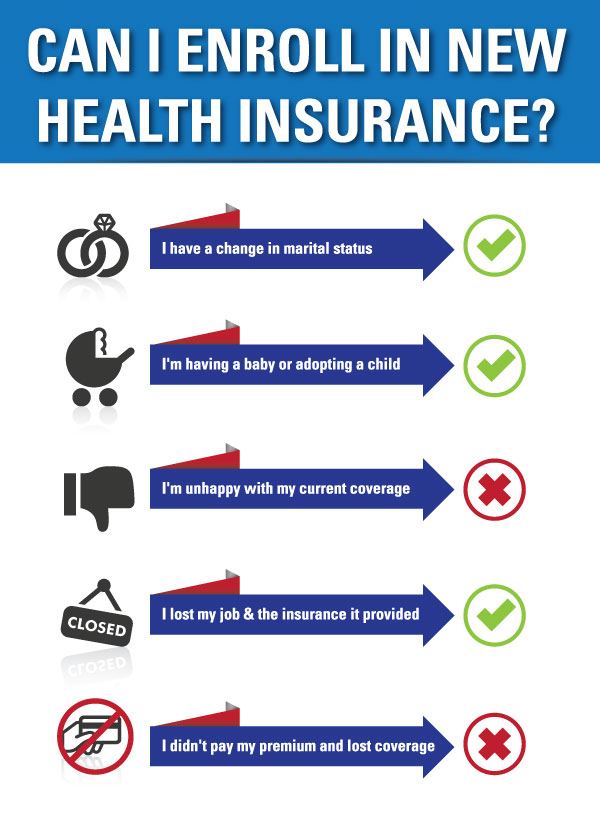 CAN I ENROLL IN NEW
HEALTH INSURANCE?
I have a change in marital status
I'm having a baby or adopting a child
I'm unhappy with my current coverage
CLOSED
I lost my job & the insurance it provided
I didn't pay my premium and lost coverage